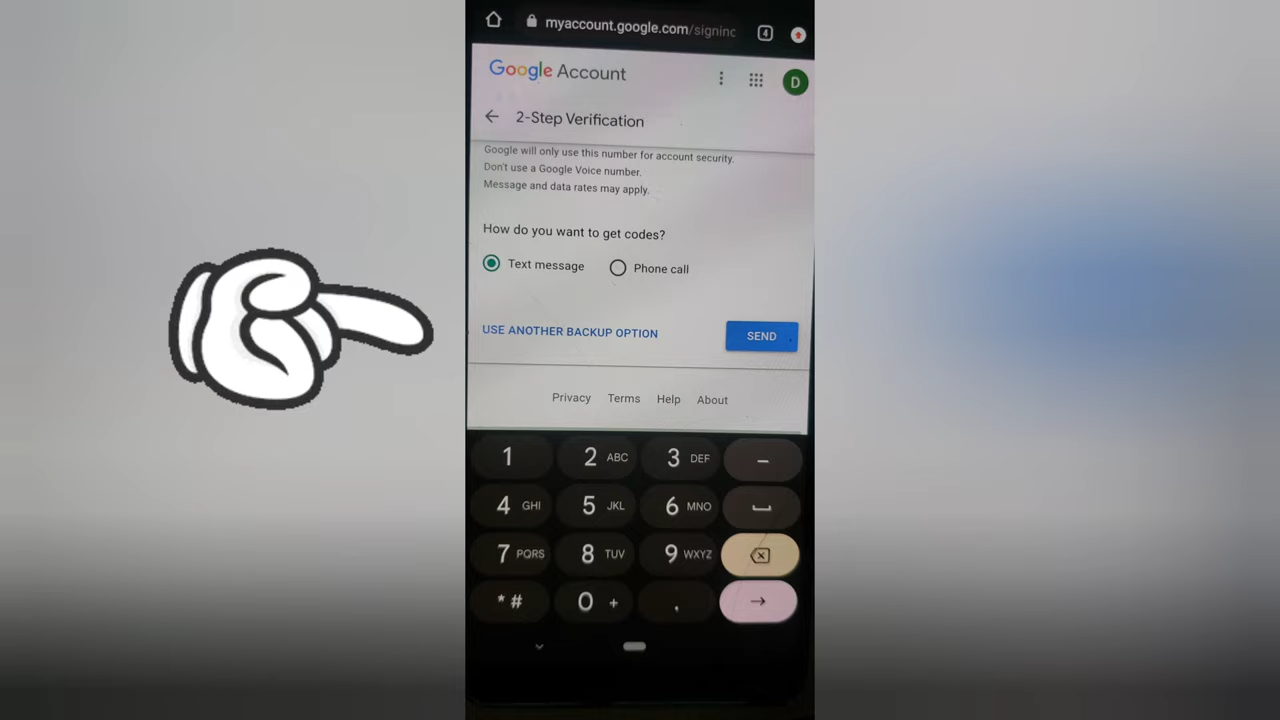 myaccount.google.com/signinc
4
Google Account
D
2-Step Verification
Google will only use this number for account security.
Don't use a Google Voice number.
Message and data rates may apply.
How do you want to get codes?
Text message
Phone call
USE ANOTHER BACKUP OPTION
SEND
Privacy Terms Help About
1 2 ABC 3 DEF –
4 GHI 5 JKL 6 MNO
7 PQRS 8 TUV 9 WXYZ
* # 0 + .